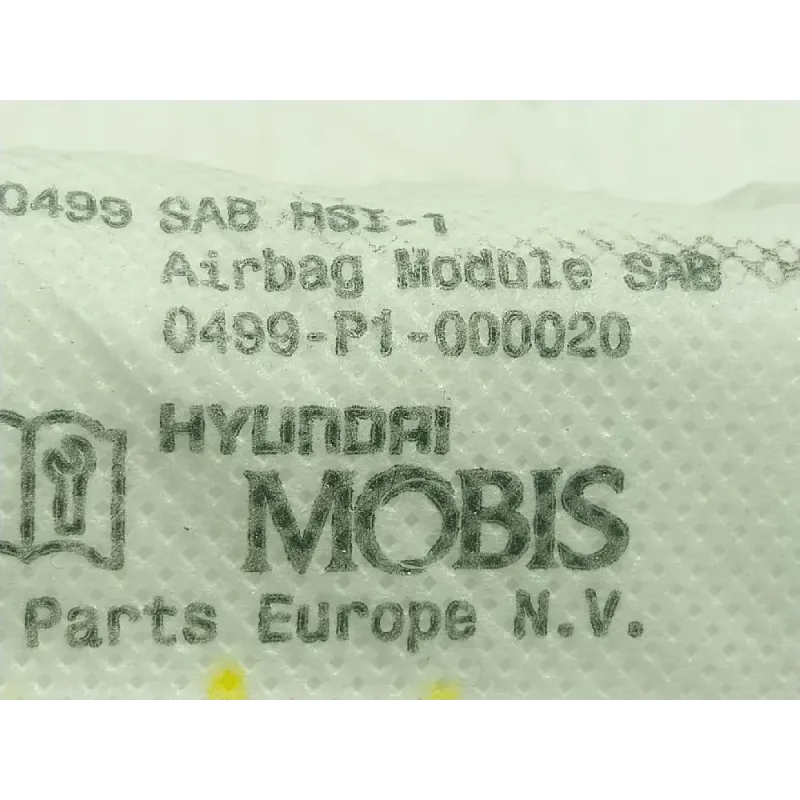 0499 SAB HSI-1
Airbag Module SAB
0499-P1-000020
HYUNDAI
MOBIS
Parts Europe N.V.